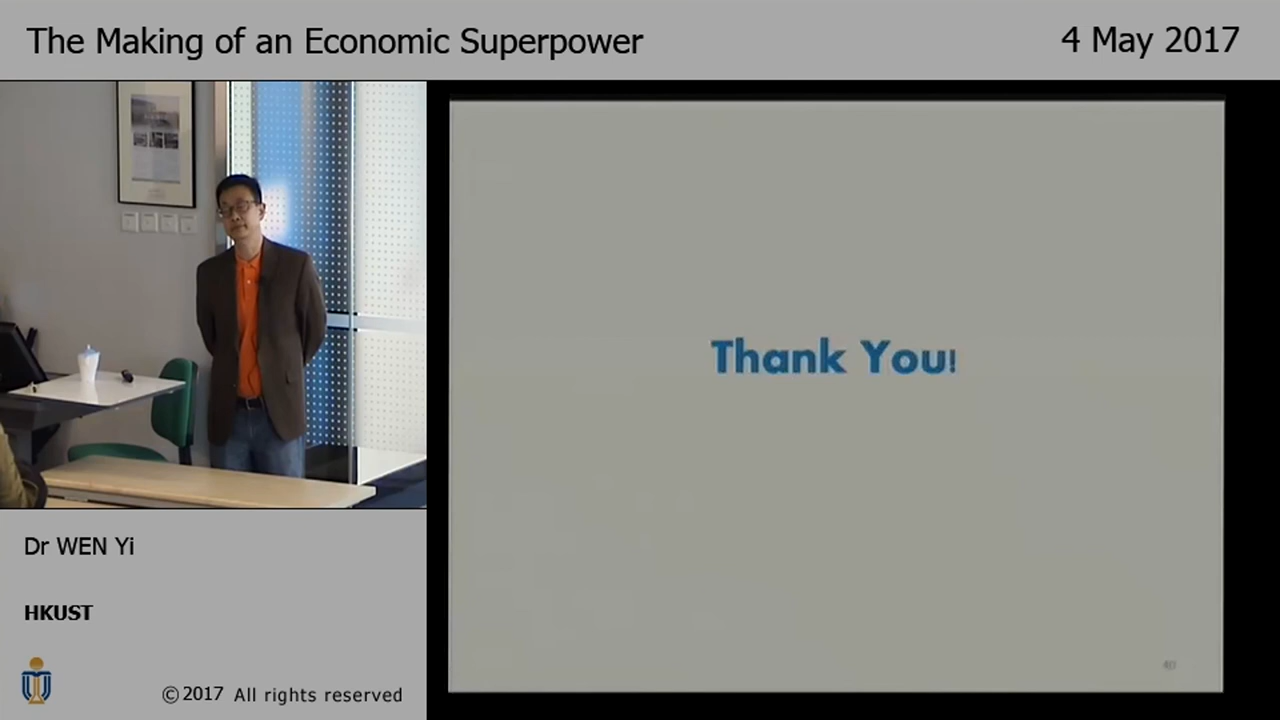 The Making of an Economic Superpower
4 May 2017
Thank You!
Dr WEN Yi
HKUST
©2017 All rights reserved